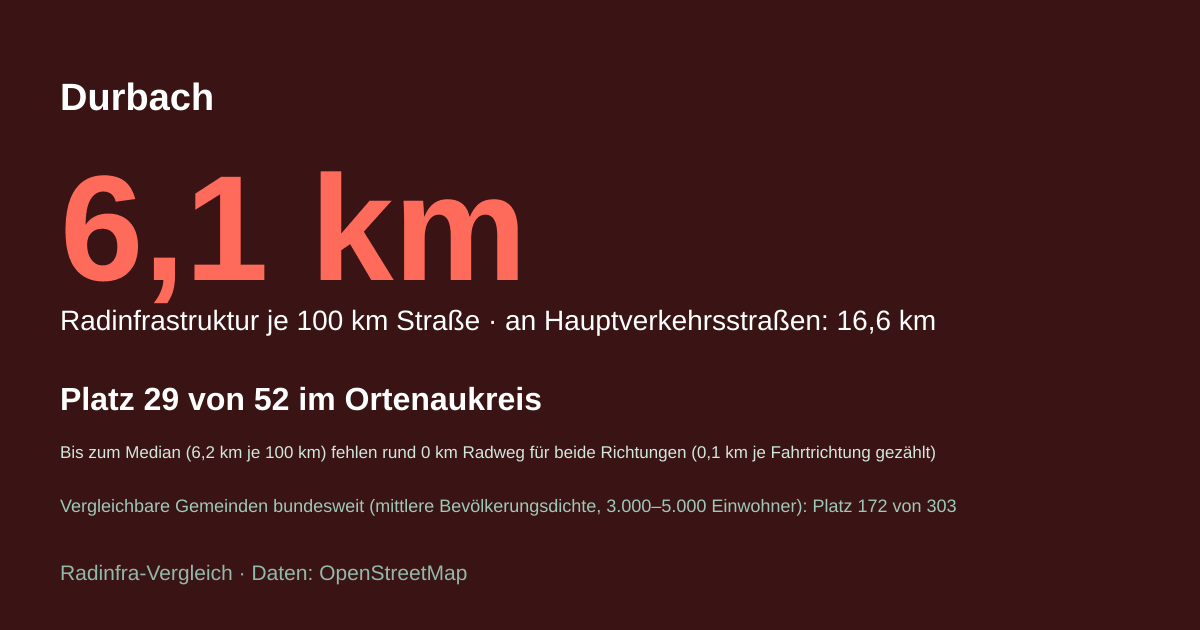 Durbach
6,1 km
Radinfrastruktur je 100 km Straße · an Hauptverkehrsstraßen: 16,6 km
Platz 29 von 52 im Ortenaukreis
Bis zum Median (6,2 km je 100 km) fehlen rund 0 km Radweg für beide Richtungen (0,1 km je Fahrtrichtung gezählt)
Vergleichbare Gemeinden bundesweit (mittlere Bevölkerungsdichte, 3.000–5.000 Einwohner): Platz 172 von 303
Radinfra-Vergleich · Daten: OpenStreetMap